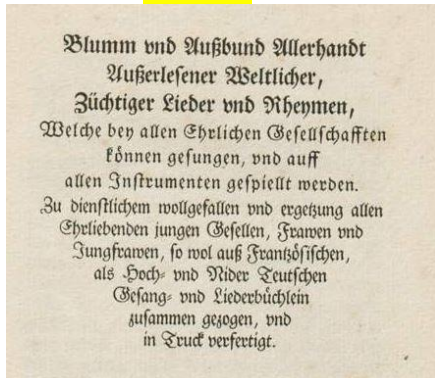 Blumm vnd Außbund Allerhandt
Außerlesener Weltlicher,
Züchtiger Lieder vnd Rheymen,
Welche bey allen Ehrlichen Gesellschafften
können gesungen, vnd auff
allen Instrumenten gespiellt werden.
Zu dienstlichem wollgefallen vnd ergetzung allen
Ehrliebenden jungen Gesellen, Frawen vnd
Jungfrawen, so wol auß Frantzösischen,
als Hoch- vnd Nider Teutschen
Gesang- vnd Liederbüchlein
zusammen gezogen, vnd
in Truck verfertigt.